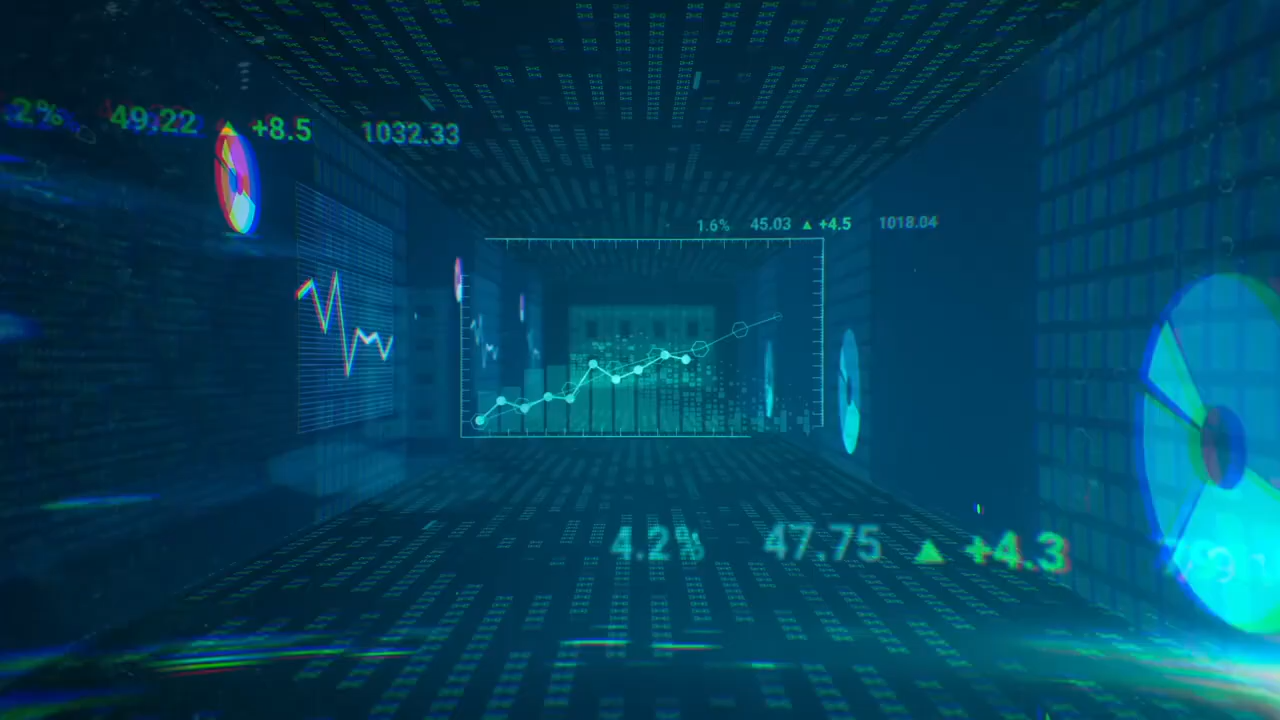 .2% 49.22 ▲ +8.5 1032.33
1.6% 45.03 ▲ +4.5 1018.04
4.2% 47.75 ▲ +4.3